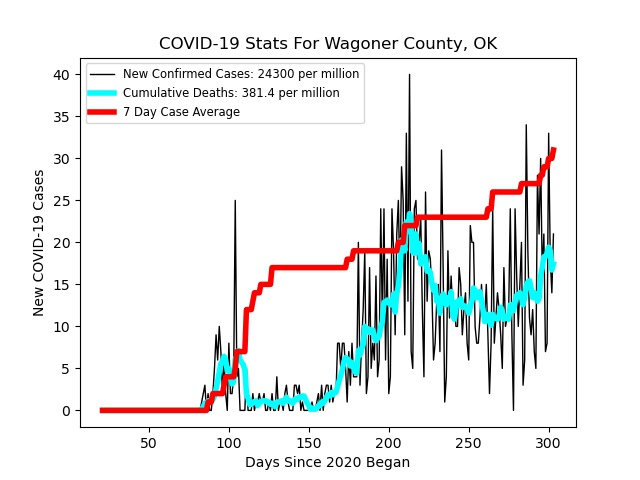 COVID-19 Stats For Wagoner County, OK
New Confirmed Cases: 24300 per million
Cumulative Deaths: 381.4 per million
7 Day Case Average
New COVID-19 Cases
40
35
30
25
20
15
10
5
0
50 100 150 200 250 300
Days Since 2020 Began